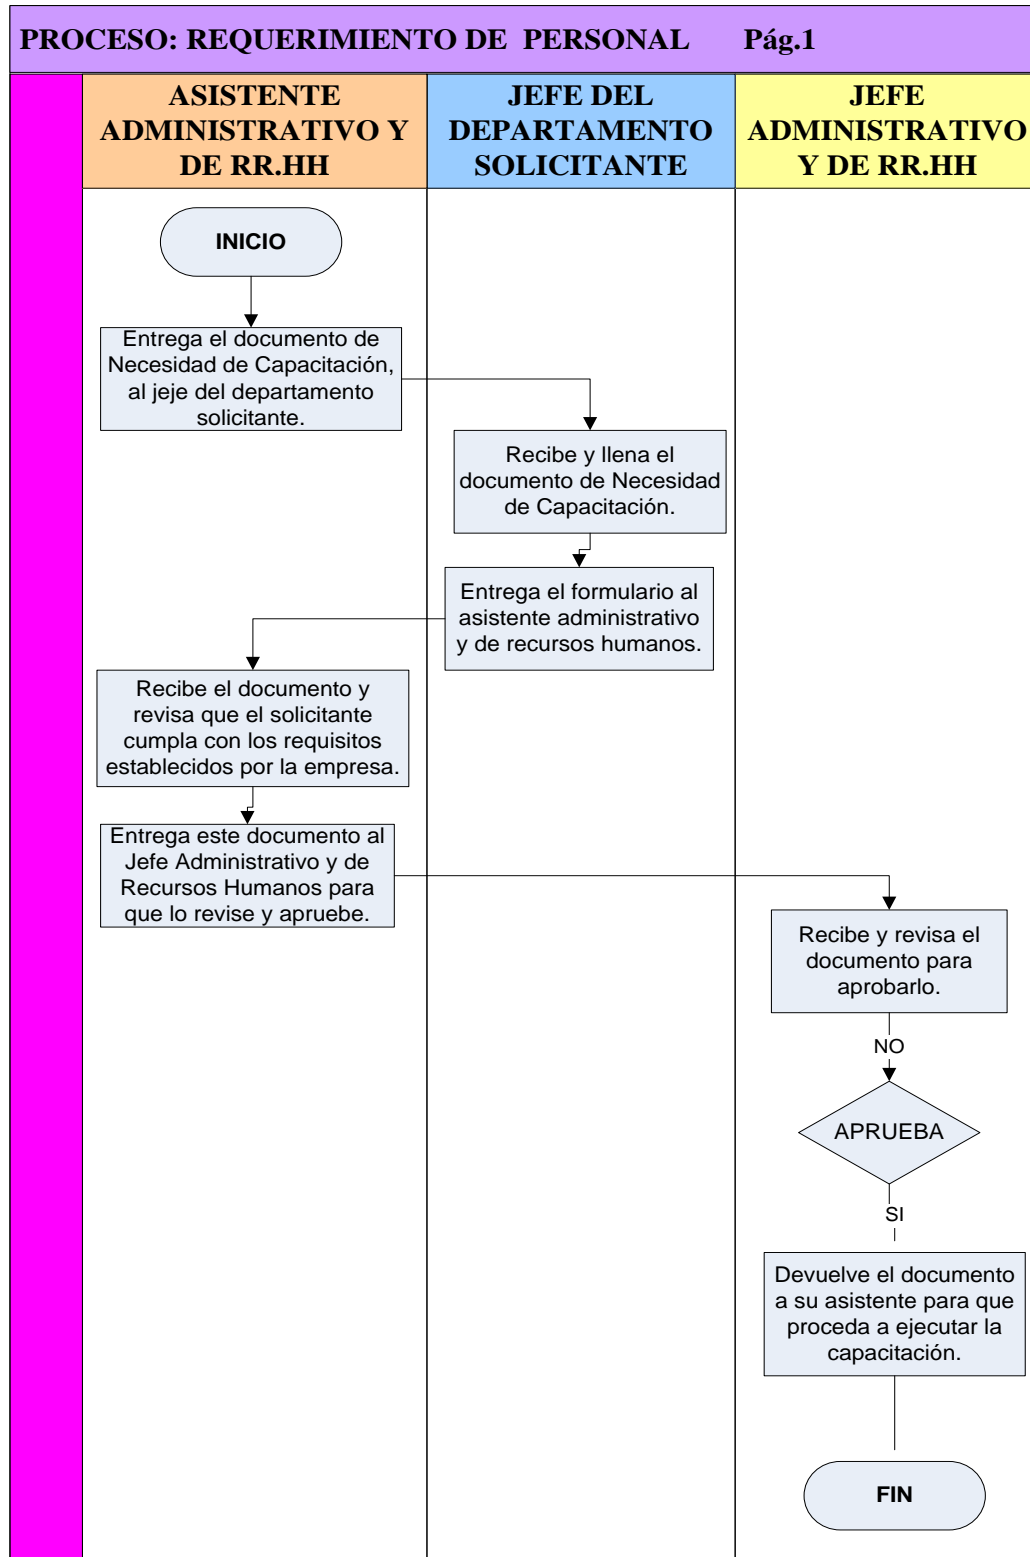 PROCESO: REQUERIMIENTO DE PERSONAL Pág.1
ASISTENTE
ADMINISTRATIVO Y
DE RR.HH
JEFE DEL
DEPARTAMENTO
SOLICITANTE
JEFE
ADMINISTRATIVO
Y DE RR.HH
INICIO
Entrega el documento de
Necesidad de Capacitación,
al jeje del departamento
solicitante.
Recibe y llena el
documento de Necesidad
de Capacitación.
Entrega el formulario al
asistente administrativo
y de recursos humanos.
Recibe el documento y
revisa que el solicitante
cumpla con los requisitos
establecidos por la empresa.
Entrega este documento al
Jefe Administrativo y de
Recursos Humanos para
que lo revise y apruebe.
Recibe y revisa el
documento para
aprobarlo.
NO
APRUEBA
SI
Devuelve el documento
a su asistente para que
proceda a ejecutar la
capacitación.
FIN